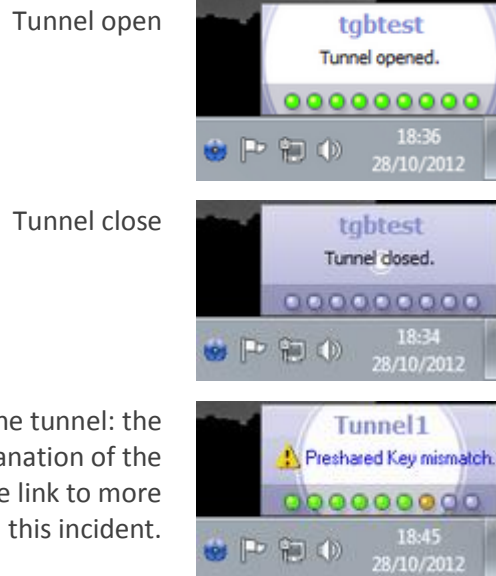 Tunnel open
tgbtest
Tunnel opened.
18:36
28/10/2012
Tunnel close
tgbtest
Tunnel closed.
18:34
28/10/2012
ne tunnel: the
anation of the
e link to more
this incident.
Tunnel1
Preshared Key mismatch.
18:45
28/10/2012